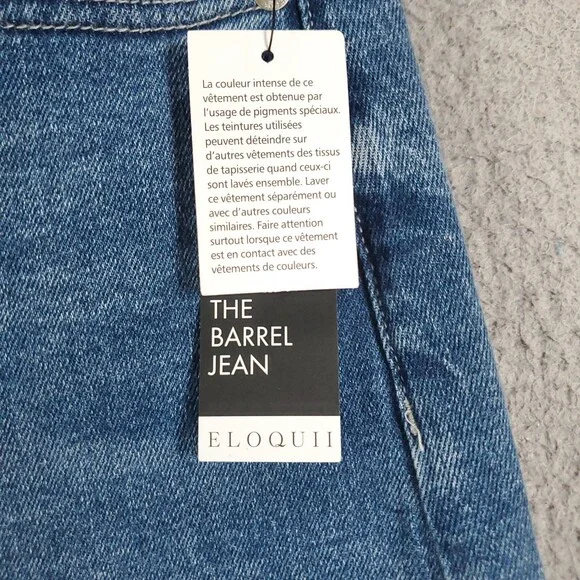 La couleur intense de ce
vêtement est obtenue par
l'usage de pigments spéciaux.
Les teintures utilisées
peuvent déteindre sur
d'autres vêtements des tissus
de tapisserie quand ceux-ci
sont lavés ensemble. Laver
ce vêtement séparément ou
avec d'autres couleurs
similaires. Faire attention
surtout lorsque ce vêtement
est en contact avec des
vêtements de couleurs.
THE
BARREL
JEAN
ELOQUII